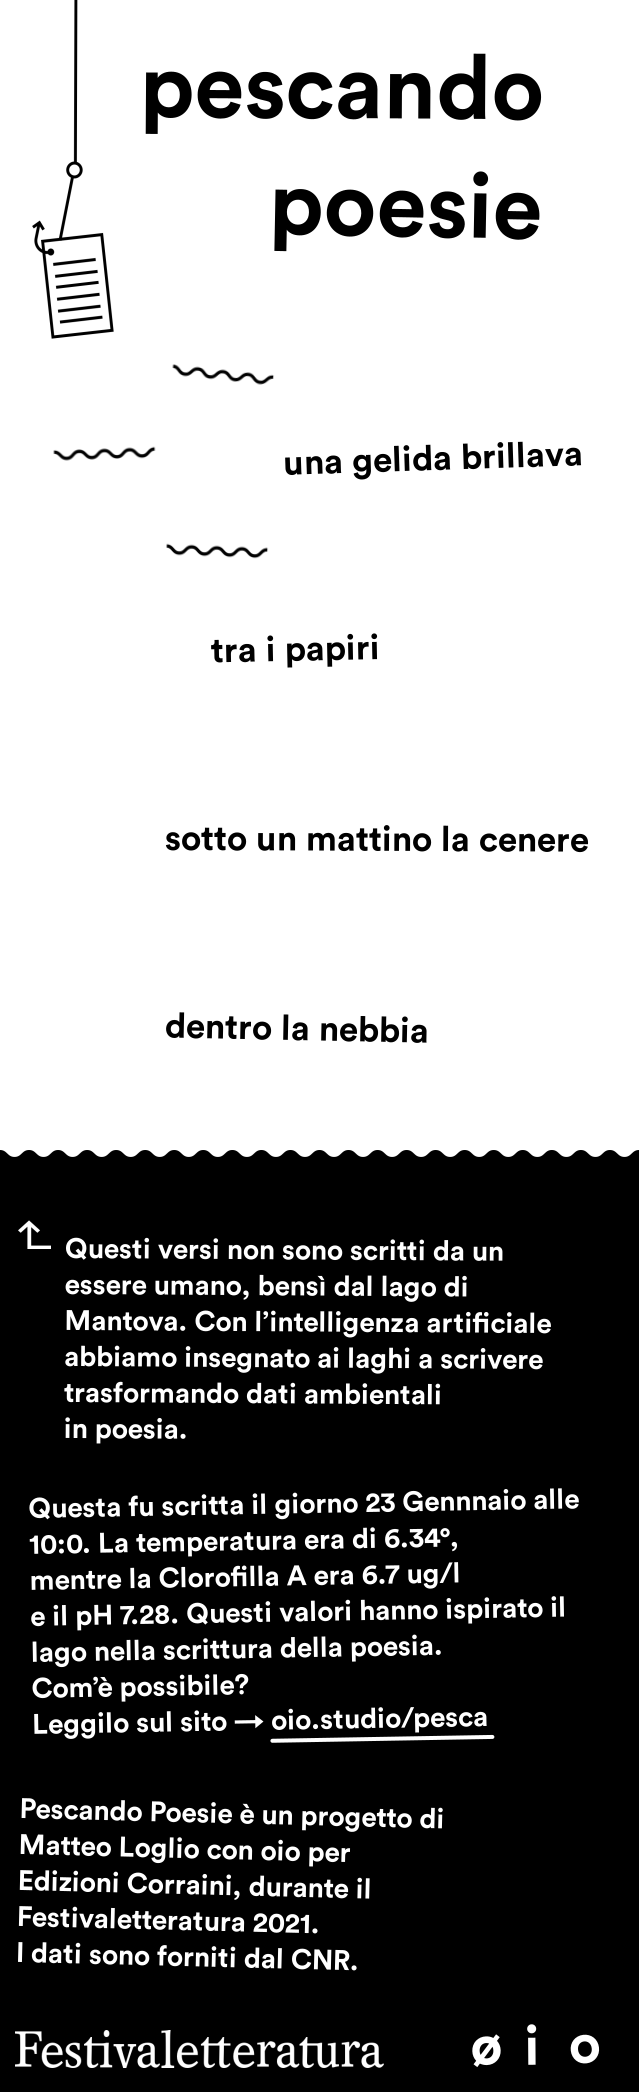 pescando
poesie
una gelida brillava
tra i papiri
sotto un mattino la cenere
dentro la nebbia
Questi versi non sono scritti da un
essere umano, bensì dal lago di
Mantova. Con l’intelligenza artificiale
abbiamo insegnato ai laghi a scrivere
trasformando dati ambientali
in poesia.
Questa fu scritta il giorno 23 Gennnaio alle
10:0. La temperatura era di 6.34°,
mentre la Clorofilla A era 6.7 ug/l
e il pH 7.28. Questi valori hanno ispirato il
lago nella scrittura della poesia.
Com’è possibile?
Leggilo sul sito → oio.studio/pesca
Pescando Poesie è un progetto di
Matteo Loglio con oio per
Edizioni Corraini, durante il
Festivaletteratura 2021.
I dati sono forniti dal CNR.
Festivaletteratura ø i o